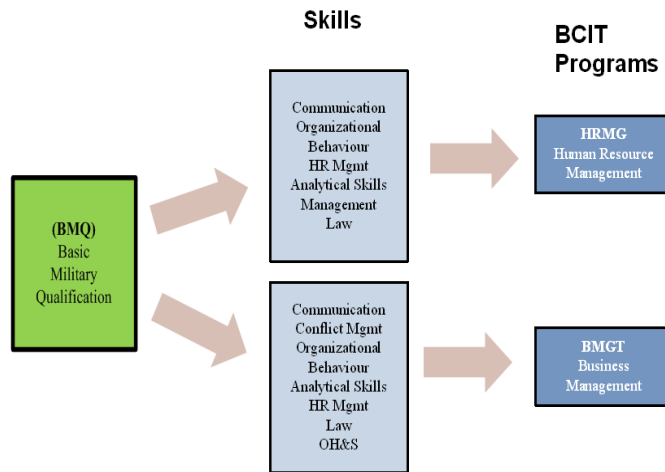 Skills
BCIT
Programs
(BMQ)
Basic
Military
Qualification
Communication
Organizational
Behaviour
HR Mgmt
Analytical Skills
Management
Law
HRMG
Human Resource
Management
Communication
Conflict Mgmt
Organizational
Behaviour
Analytical Skills
HR Mgmt
Law
OH&S
BMGT
Business
Management